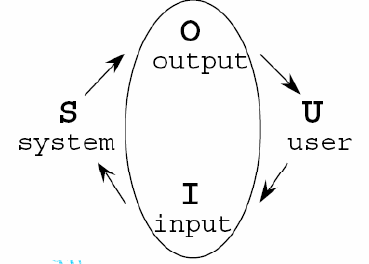 O
output
S
system
U
user
I
input